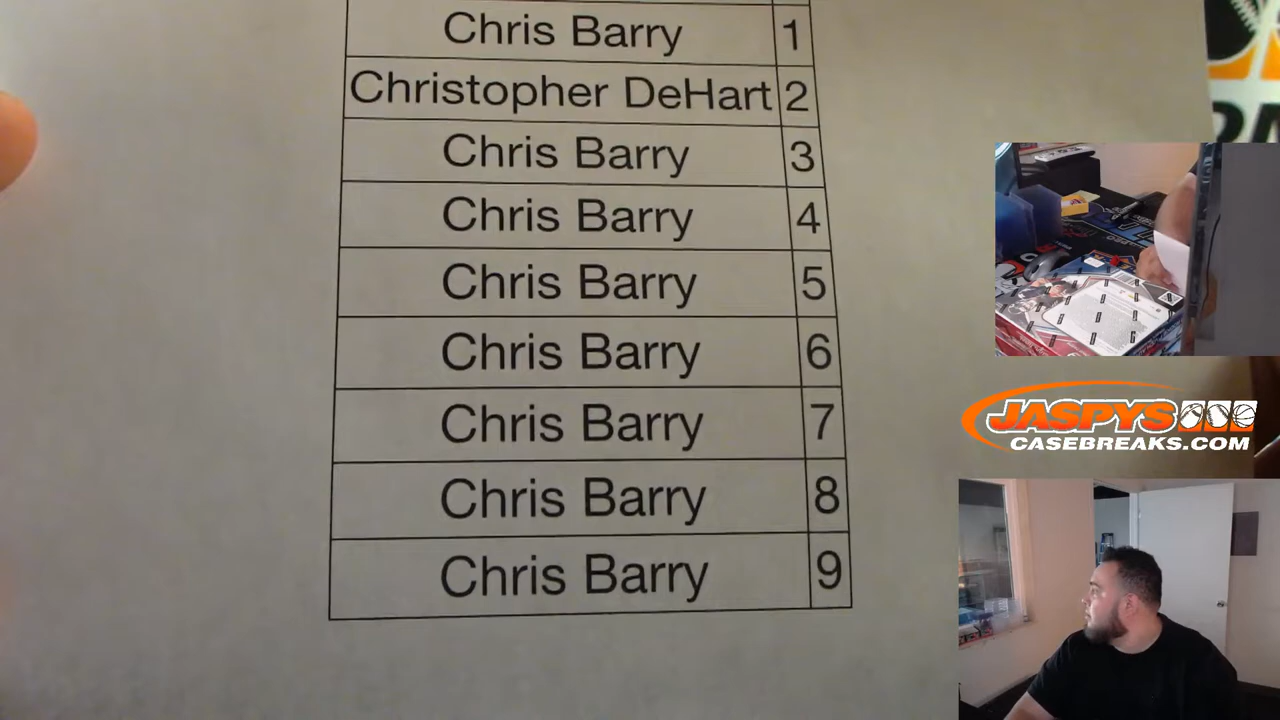 Chris Barry 1
Christopher DeHart 2
Chris Barry 3
Chris Barry 4
Chris Barry 5
Chris Barry 6
Chris Barry 7
Chris Barry 8
Chris Barry 9
JASPYS
CASEBREAKS.COM